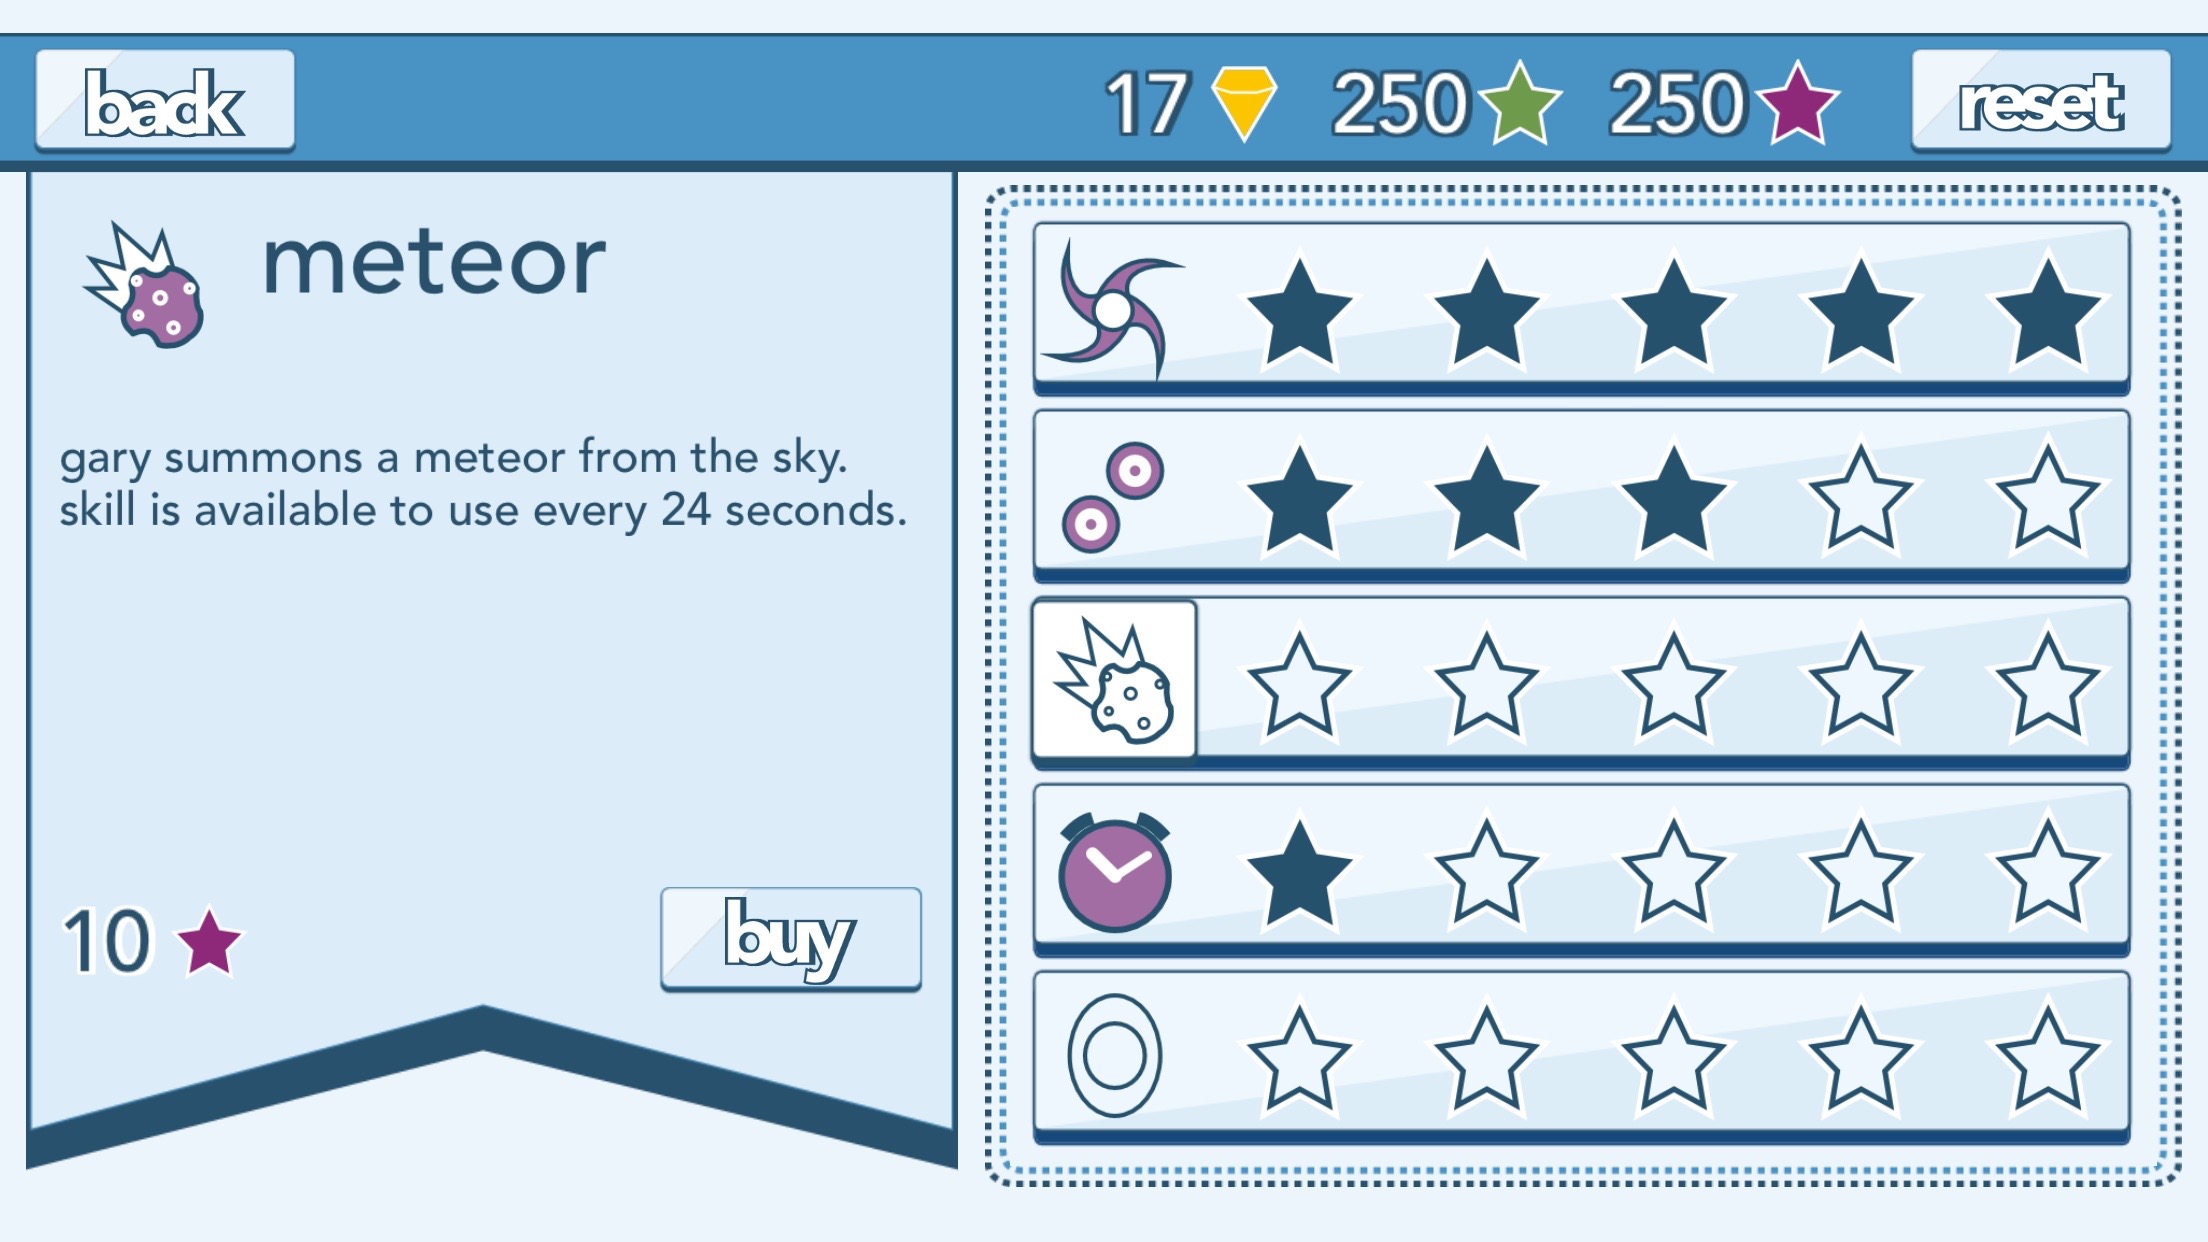 back
17
250
250
reset
meteor
gary summons a meteor from the sky.
skill is available to use every 24 seconds.
10
buy